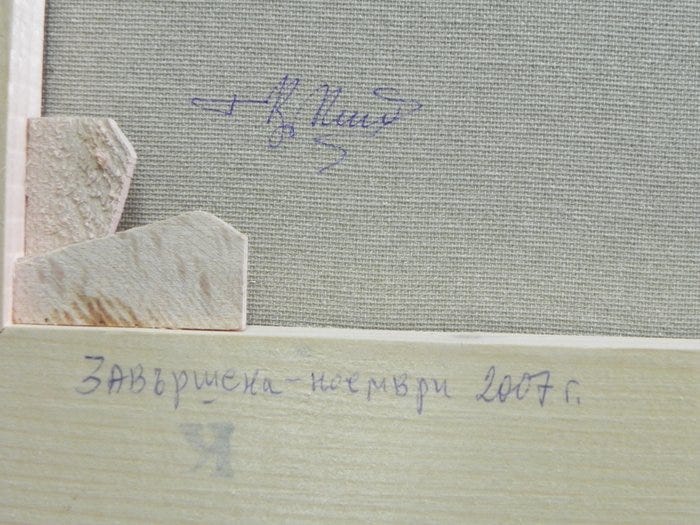 Завършена - ноември 2007 г.
К